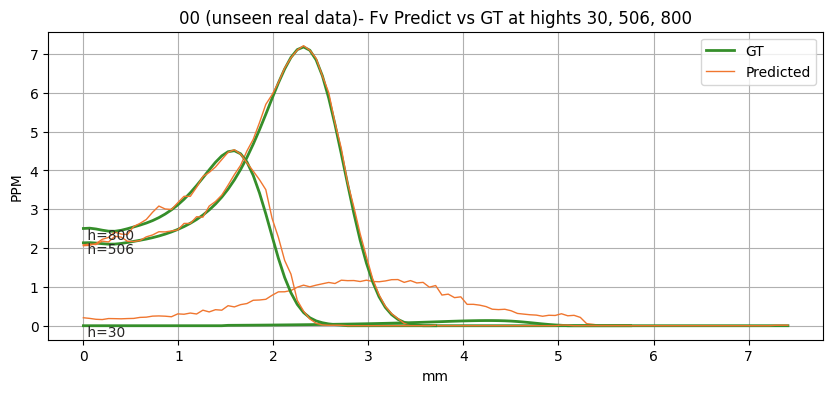 00 (unseen real data)- Fv Predict vs GT at hights 30, 506, 800
GT
Predicted
7
6
5
4
3
2
1
0
PPM
h=800
h=506
h=30
0 1 2 3 4 5 6 7
mm